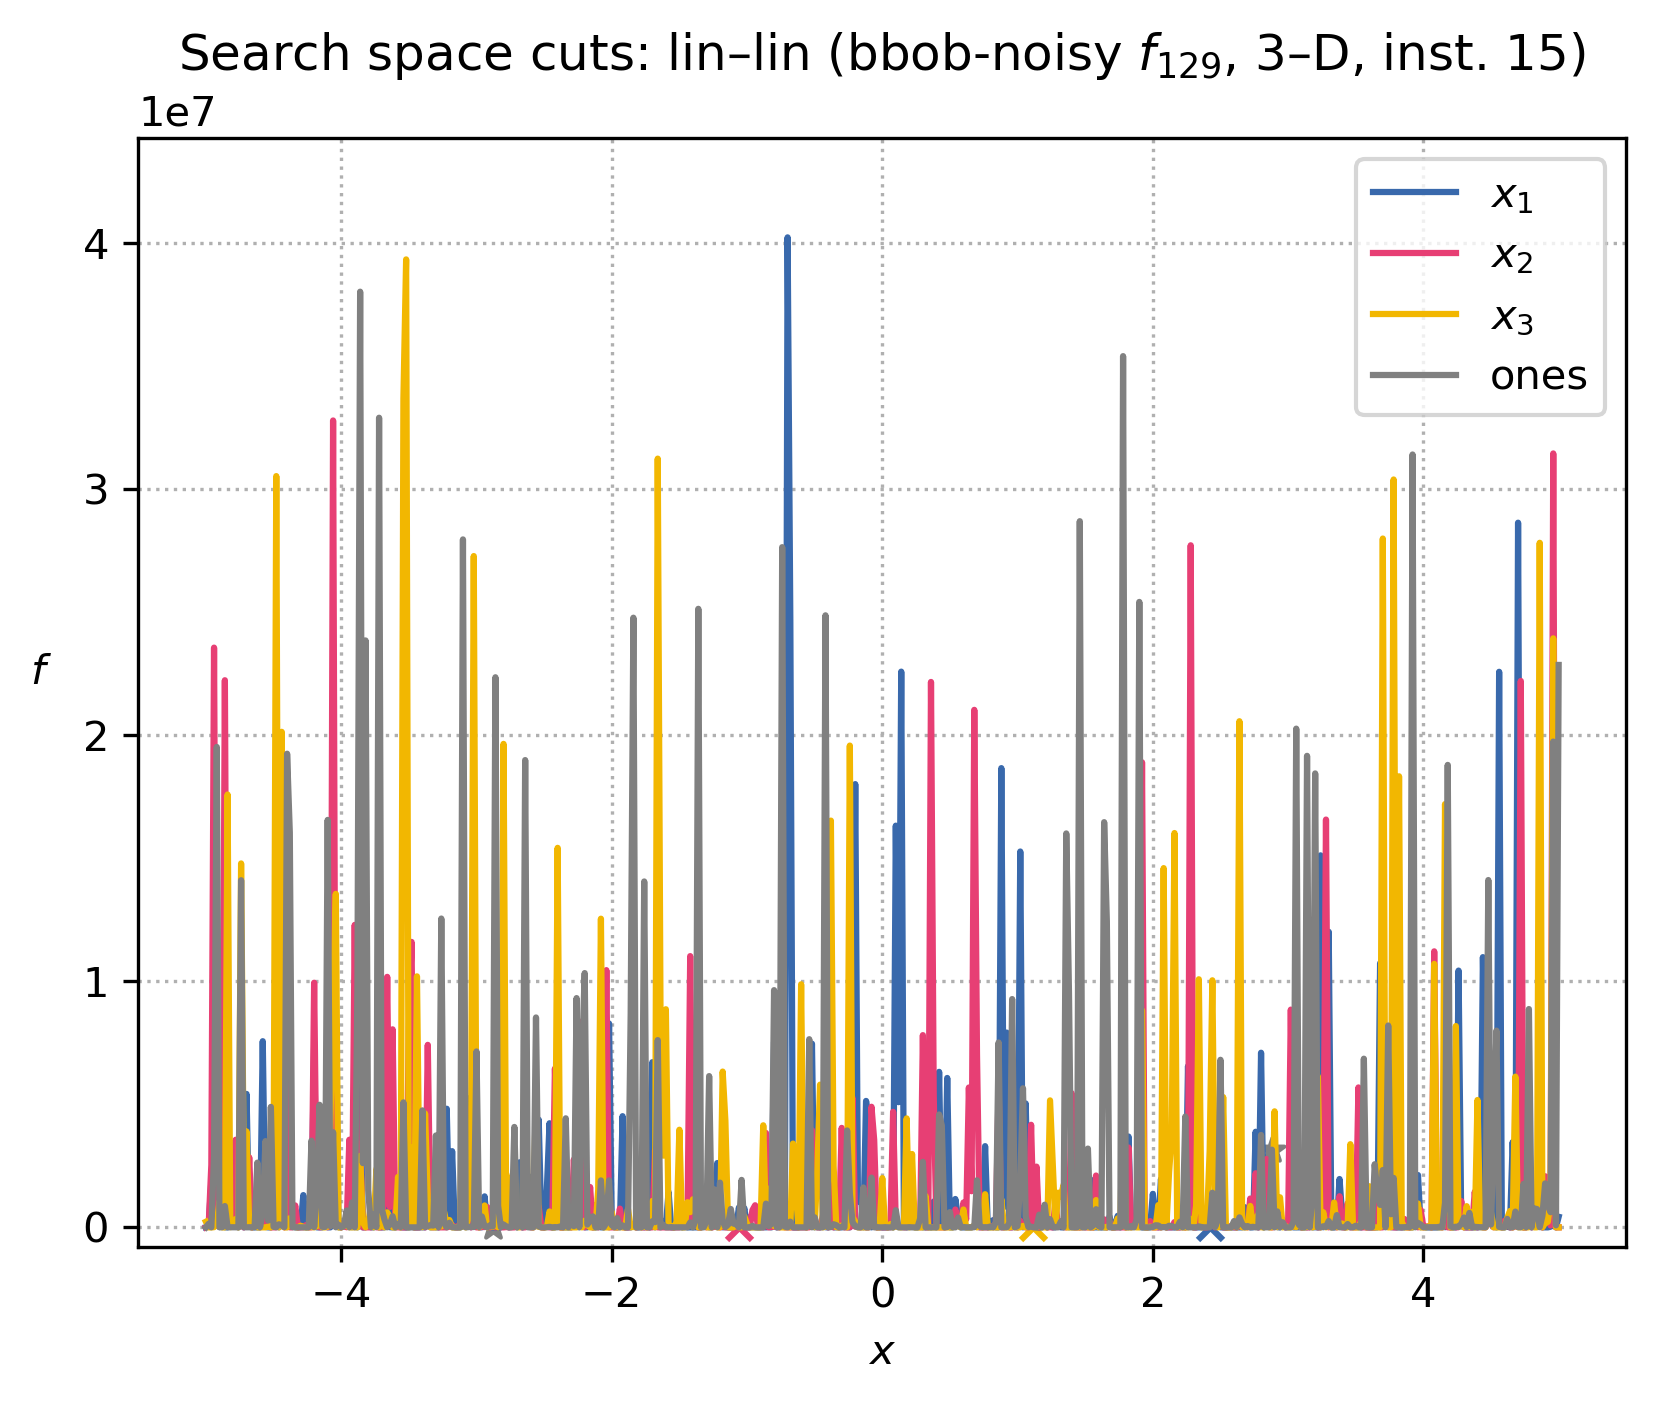 Search space cuts: lin–lin (bbob-noisy f₁₂₉, 3–D, inst. 15)
1e7
4
3
2
1
0
f
−4 −2 0 2 4
x
x₁
x₂
x₃
ones